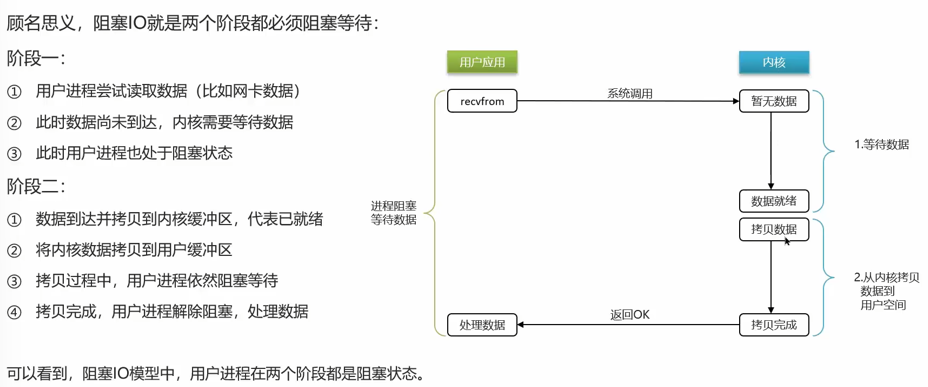 顾名思义，阻塞IO就是两个阶段都必须阻塞等待：
阶段一：
① 用户进程尝试读取数据（比如网卡数据）
② 此时数据尚未到达，内核需要等待数据
③ 此时用户进程也处于阻塞状态
阶段二：
① 数据到达并拷贝到内核缓冲区，代表已就绪
② 将内核数据拷贝到用户缓冲区
③ 拷贝过程中，用户进程依然阻塞等待
④ 拷贝完成，用户进程解除阻塞，处理数据
可以看到，阻塞IO模型中，用户进程在两个阶段都是阻塞状态。
用户应用
内核
recvfrom
系统调用
暂无数据
1.等待数据
数据就绪
进程阻塞
等待数据
拷贝数据
2.从内核拷贝
数据到
用户空间
处理数据
返回OK
拷贝完成